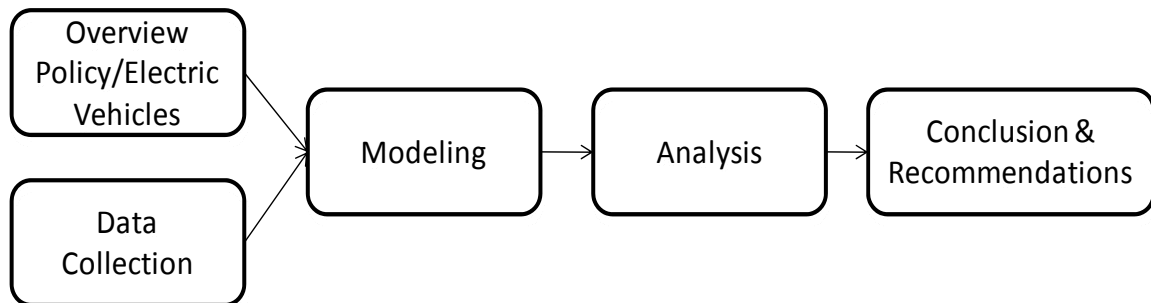 Overview
Policy/Electric
Vehicles
Data
Collection
Modeling
Analysis
Conclusion &
Recommendations